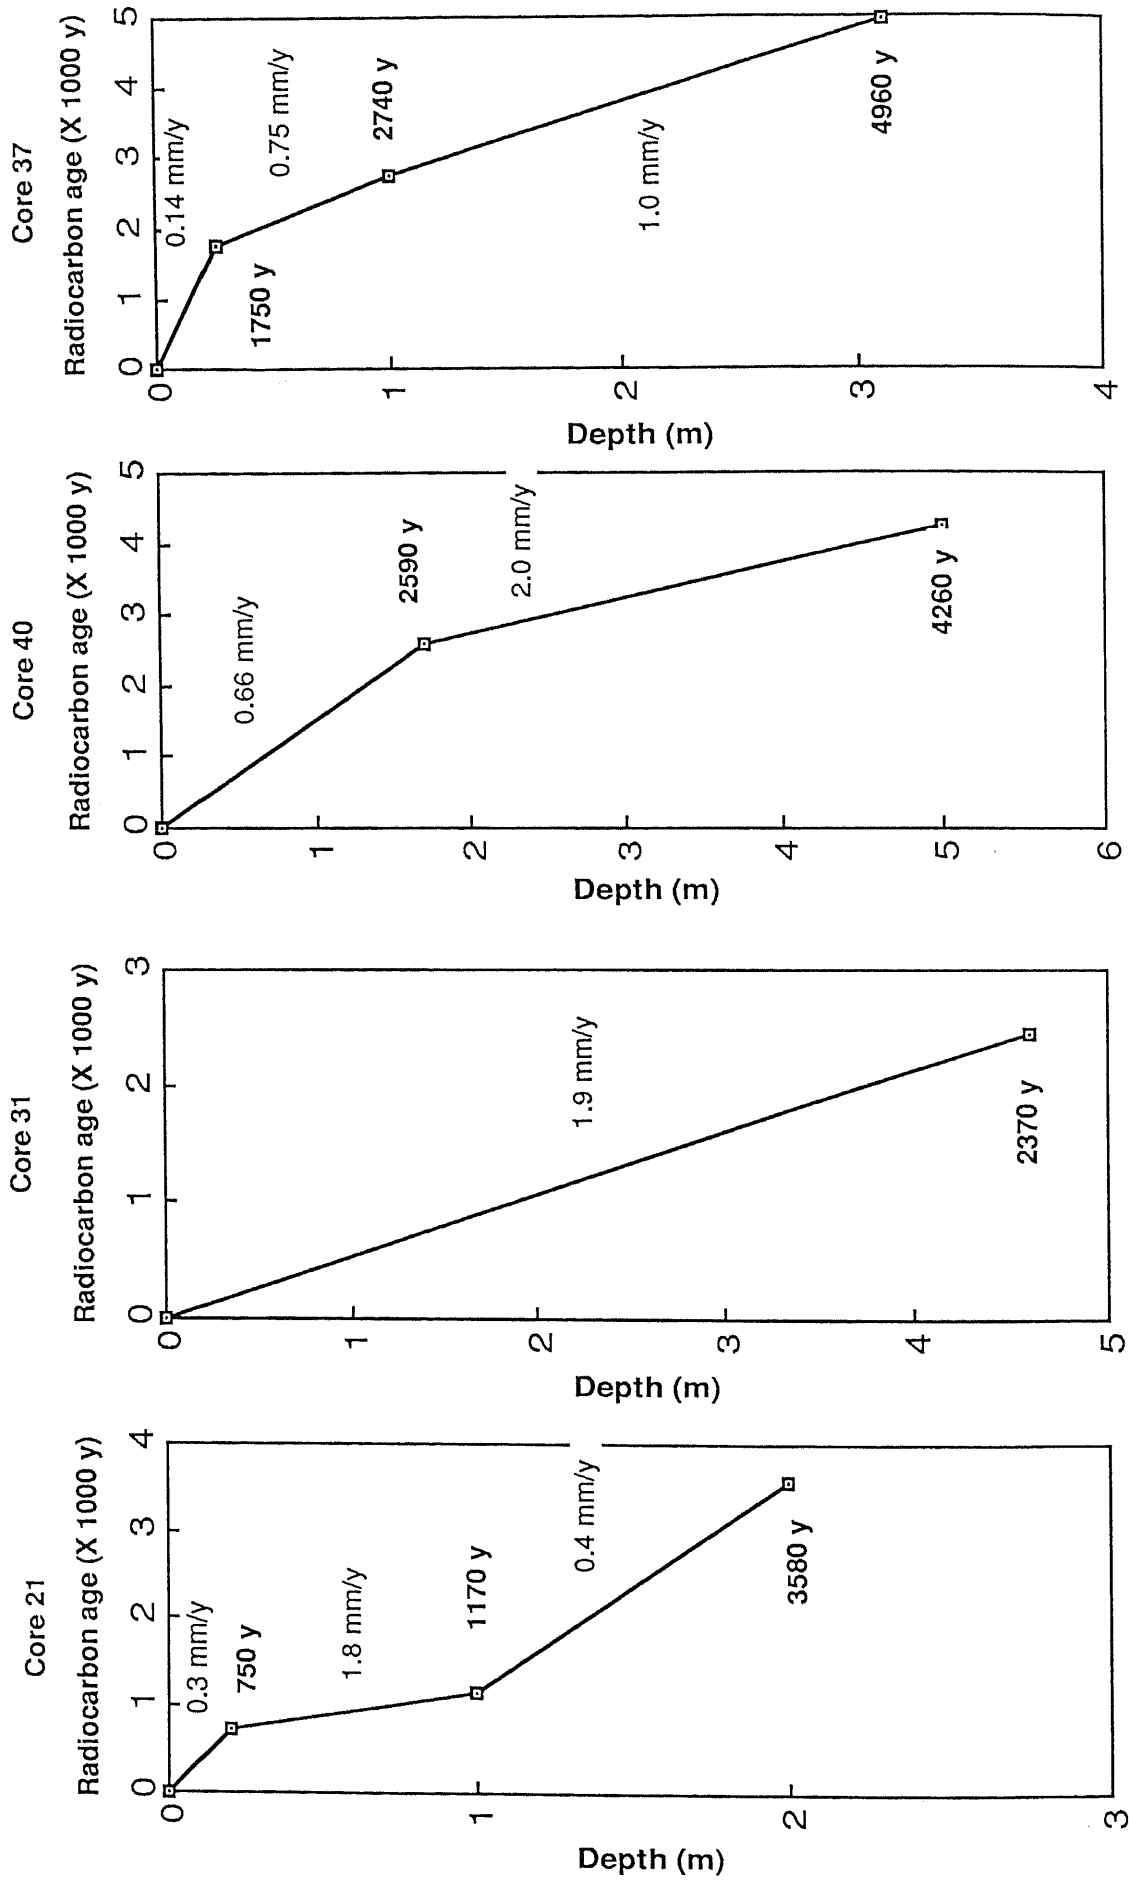 Core 37
Radiocarbon age (X 1000 y)
0 1 2 3 4 5
0.14 mm/y
0.75 mm/y
2740 y
1750 y
1.0 mm/y
4960 y
0 1 2 3 4
Depth (m)
Core 40
Radiocarbon age (X 1000 y)
0 1 2 3 4 5
0.66 mm/y
2590 y
2.0 mm/y
4260 y
0 1 2 3 4 5 6
Depth (m)
Core 31
Radiocarbon age (X 1000 y)
0 1 2 3
1.9 mm/y
2370 y
0 1 2 3 4 5
Depth (m)
Core 21
Radiocarbon age (X 1000 y)
0 1 2 3 4
0.3 mm/y
750 y
1.8 mm/y
1170 y
0.4 mm/y
3580 y
0 1 2 3
Depth (m)